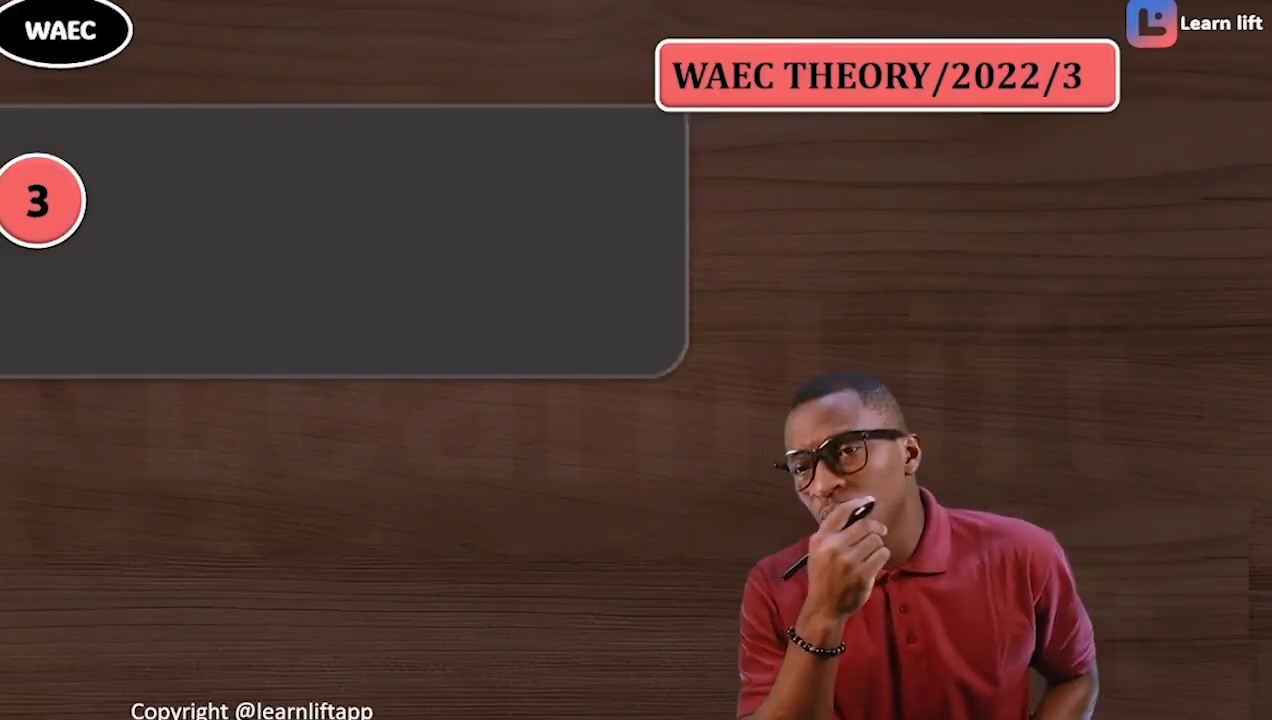 WAEC
Learn lift
WAEC THEORY/2022/3
3
Copyright @learnliftapp